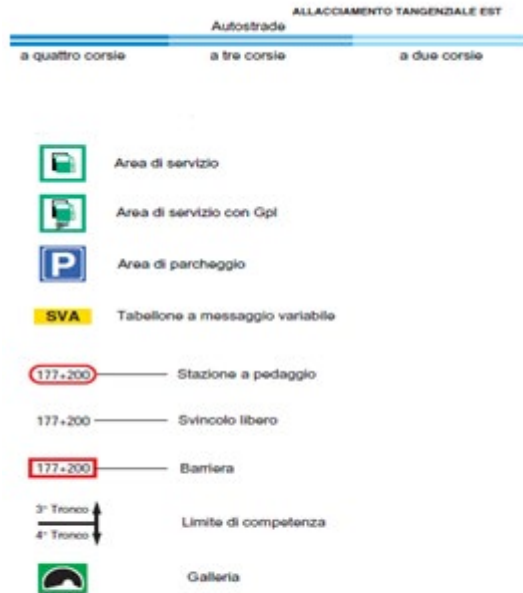 ALLACCIAMENTO TANGENZIALE EST
Autostrade
a quattro corsie a tre corsie a due corsie
Area di servizio
Area di servizio con Gpl
P Area di parcheggio
SVA Tabellone a messaggio variabile
177+200 Stazione a pedaggio
177+200 Svincolo libero
177+200 Barriera
3° Tronco
4° Tronco
Limite di competenza
Galleria